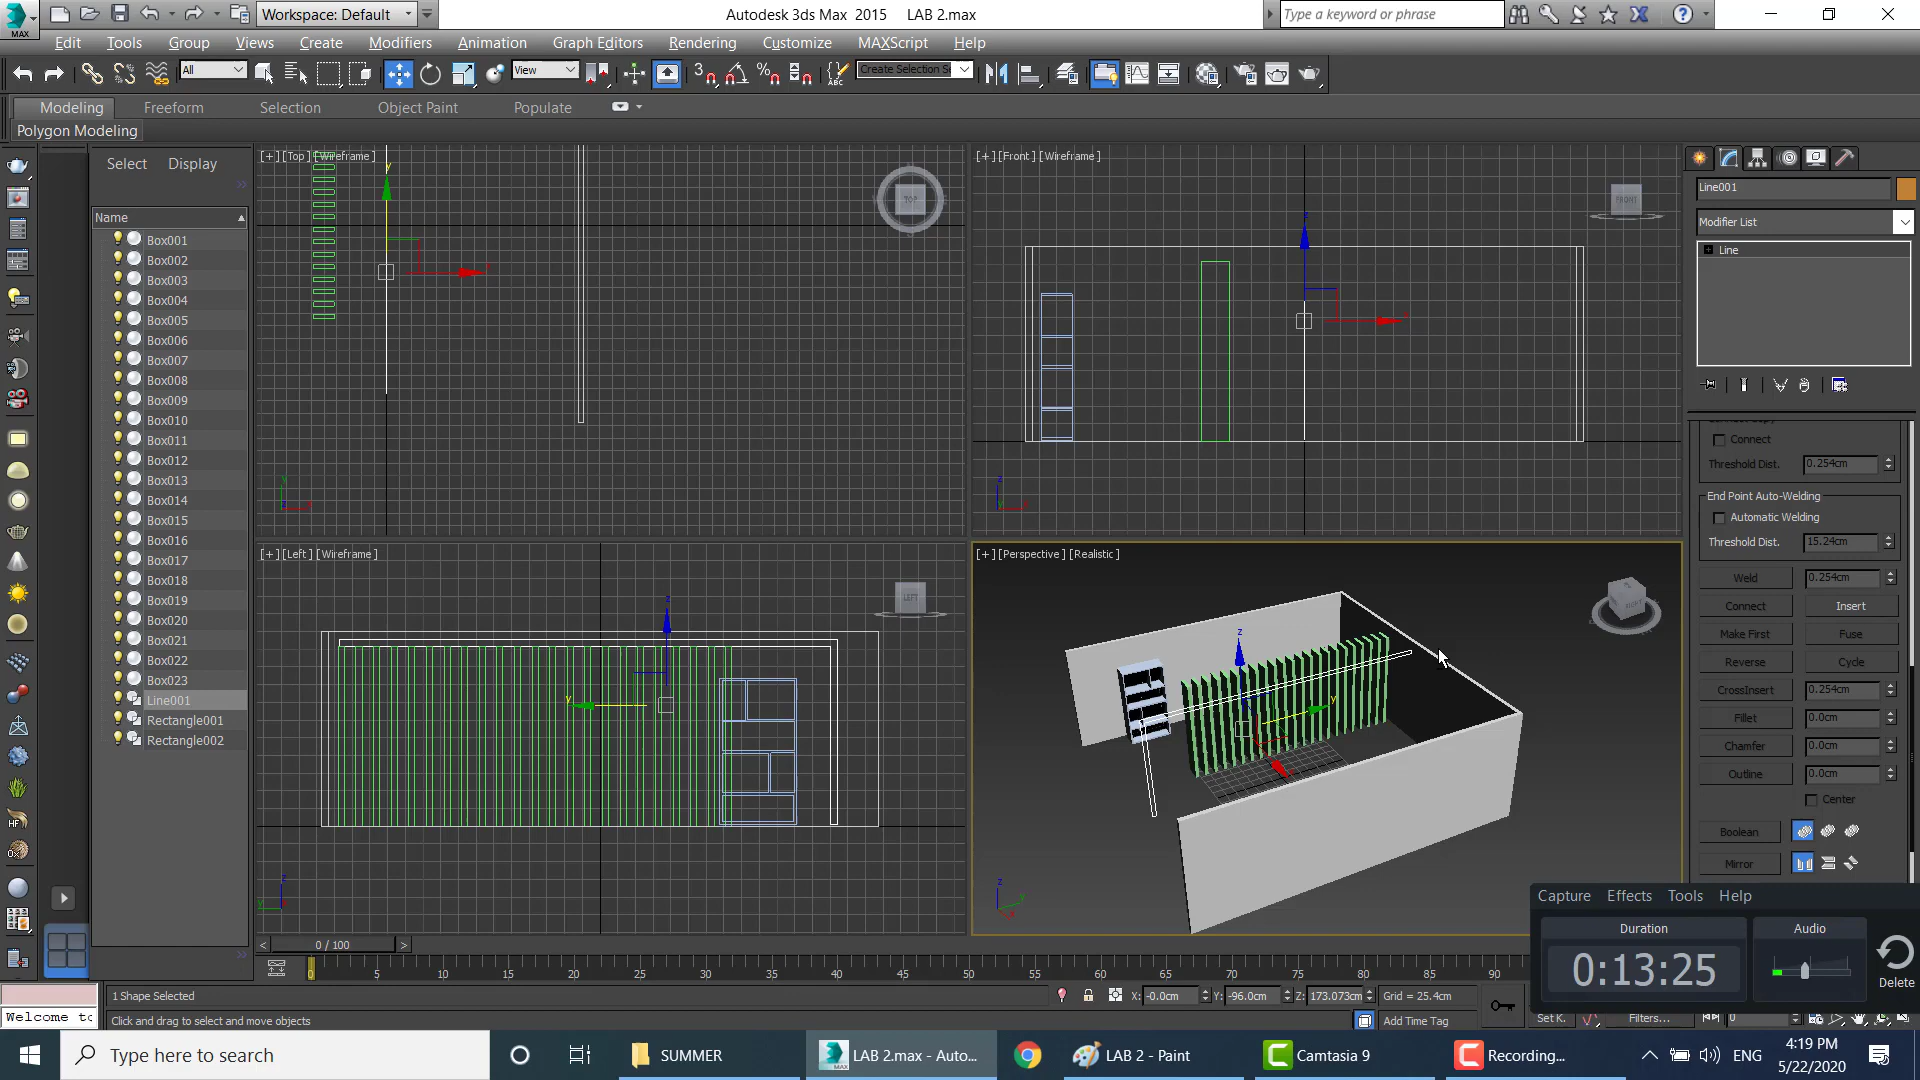 Workspace: Default
Autodesk 3ds Max 2015 LAB 2.max
Type a keyword or phrase
MAX
Edit Tools Group Views Create Modifiers Animation Graph Editors Rendering Customize MAXScript Help
All
View
Create Selection Se
Modeling Freeform Selection Object Paint Populate
Polygon Modeling
Select Display
Name
Box001
Box002
Box003
Box004
Box005
Box006
Box007
Box008
Box009
Box010
Box011
Box012
Box013
Box014
Box015
Box016
Box017
Box018
Box019
Box020
Box021
Box022
Box023
Line001
Rectangle001
Rectangle002
[+] [Top] [Wireframe]
TOP
[+] [Front] [Wireframe]
FRONT
[+] [Left] [Wireframe]
LEFT
[+] [Perspective] [Realistic]
Line001
Modifier List
Line
Connect
Threshold Dist. 0.254cm
End Point Auto-Welding
Automatic Welding
Threshold Dist. 15.24cm
Weld 0.254cm
Connect Insert
Make First Fuse
Reverse Cycle
CrossInsert 0.254cm
Fillet 0.0cm
Chamfer 0.0cm
Outline 0.0cm
Center
Boolean
Mirror
Capture Effects Tools Help
Duration Audio
0:13:25
Delete
0 / 100
0 5 10 15 20 25 30 35 40 45 50 55 60 65 70 75 80 85 90
1 Shape Selected X: -0.0cm Y: -96.0cm Z: 173.073cm Grid = 25.4cm
Welcome to Click and drag to select and move objects Add Time Tag Set K. Filters... 0
Type here to search SUMMER LAB 2.max - Auto... LAB 2 - Paint Camtasia 9 Recording... ENG
4:19 PM
5/22/2020